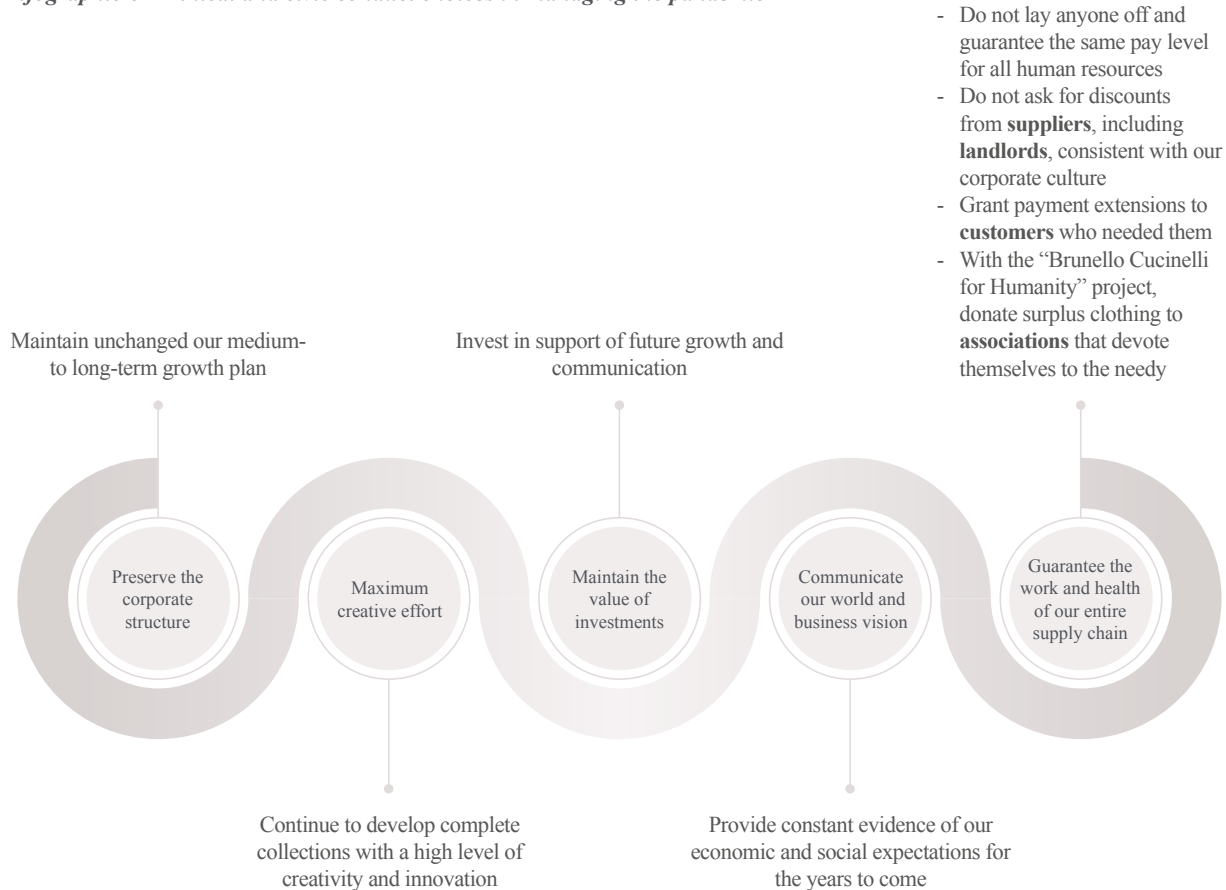 - Do not lay anyone off and
guarantee the same pay level
for all human resources
- Do not ask for discounts
from suppliers, including
landlords, consistent with our
corporate culture
- Grant payment extensions to
customers who needed them
- With the “Brunello Cucinelli
for Humanity” project,
donate surplus clothing to
associations that devote
themselves to the needy
Maintain unchanged our medium-
to long-term growth plan
Invest in support of future growth and
communication
Preserve the
corporate
structure
Maximum
creative effort
Maintain the
value of
investments
Communicate
our world and
business vision
Guarantee the
work and health
of our entire
supply chain
Continue to develop complete
collections with a high level of
creativity and innovation
Provide constant evidence of our
economic and social expectations for
the years to come